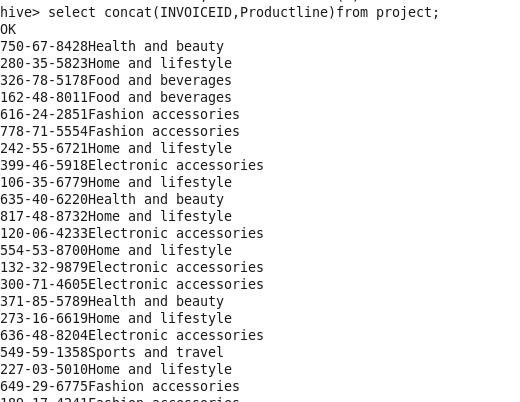 hive> select concat(INVOICEID,Productline)from project;
OK
750-67-8428Health and beauty
280-35-5823Home and lifestyle
326-78-5178Food and beverages
162-48-8011Food and beverages
616-24-2851Fashion accessories
778-71-5554Fashion accessories
242-55-6721Home and lifestyle
399-46-5918Electronic accessories
106-35-6779Home and lifestyle
635-40-6220Health and beauty
817-48-8732Home and lifestyle
120-06-4233Electronic accessories
554-53-8700Home and lifestyle
132-32-9879Electronic accessories
300-71-4605Electronic accessories
371-85-5789Health and beauty
273-16-6619Home and lifestyle
636-48-8204Electronic accessories
549-59-1358Sports and travel
227-03-5010Home and lifestyle
649-29-6775Fashion accessories